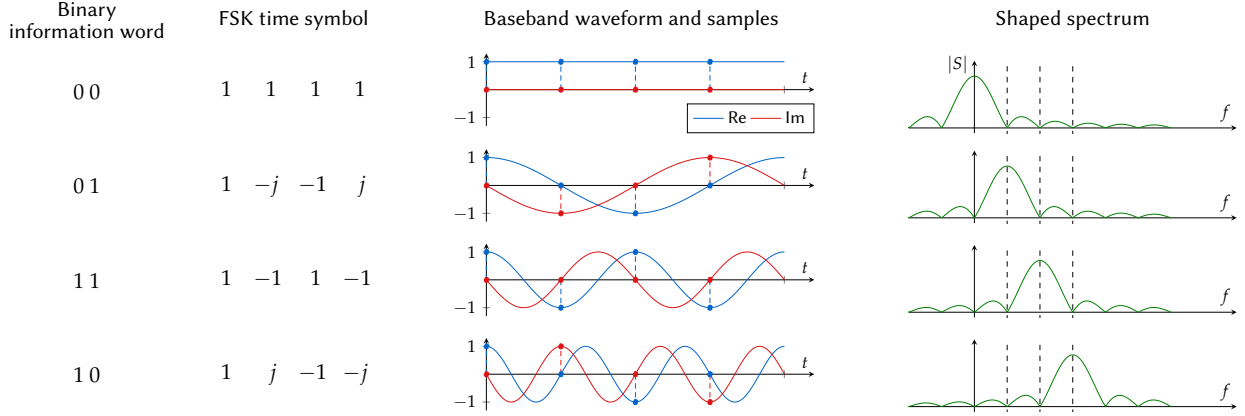 Binary
information word
FSK time symbol
Baseband waveform and samples
Shaped spectrum
0 0
1 1 1 1
1
−1
t
Re Im
|S|
f
0 1
1 −j −1 j
1
−1
t
f
1 1
1 −1 1 −1
1
−1
t
f
1 0
1 j −1 −j
1
−1
t
f